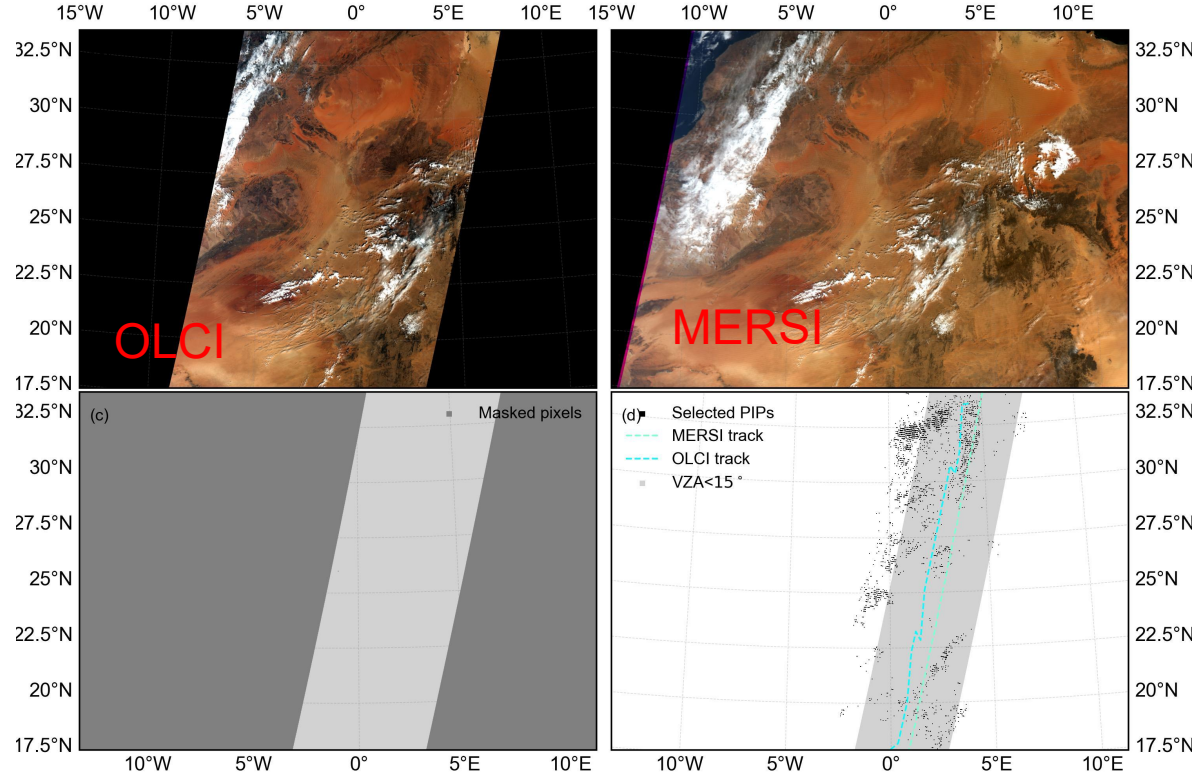 15°W 10°W 5°W 0° 5°E 10°E 15°W 10°W 5°W 0° 5°E 10°E
32.5°N 32.5°N
30°N 30°N
27.5°N 27.5°N
25°N 25°N
22.5°N 22.5°N
20°N 20°N
17.5°N 17.5°N
OLCI MERSI
32.5°N (c) Masked pixels (d) Selected PIPs 32.5°N
MERSI track
OLCI track
30°N VZA<15° 30°N
27.5°N 27.5°N
25°N 25°N
22.5°N 22.5°N
20°N 20°N
17.5°N 17.5°N
10°W 5°W 0° 5°E 10°E 10°W 5°W 0° 5°E 10°E